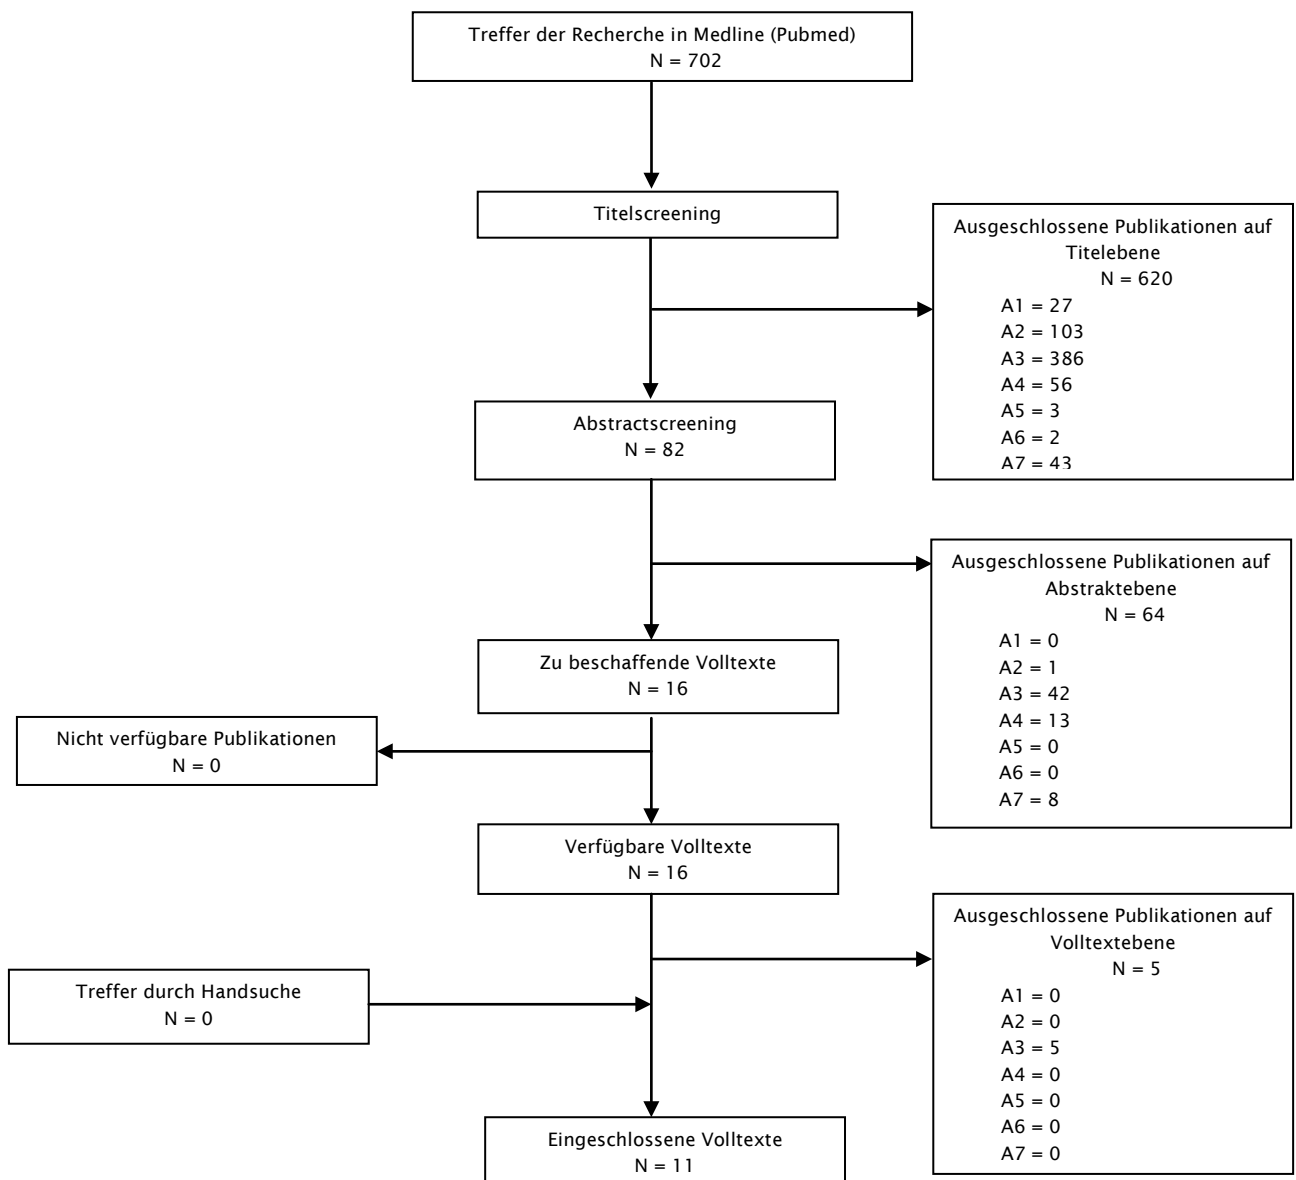 Treffer der Recherche in Medline (Pubmed)
N = 702
Titelscreening
Ausgeschlossene Publikationen auf
Titelebene
N = 620
A1 = 27
A2 = 103
A3 = 386
A4 = 56
A5 = 3
A6 = 2
A7 = 43
Abstractscreening
N = 82
Ausgeschlossene Publikationen auf
Abstraktebene
N = 64
A1 = 0
A2 = 1
A3 = 42
A4 = 13
A5 = 0
A6 = 0
A7 = 8
Zu beschaffende Volltexte
N = 16
Nicht verfügbare Publikationen
N = 0
Verfügbare Volltexte
N = 16
Ausgeschlossene Publikationen auf
Volltextebene
N = 5
A1 = 0
A2 = 0
A3 = 5
A4 = 0
A5 = 0
A6 = 0
A7 = 0
Treffer durch Handsuche
N = 0
Eingeschlossene Volltexte
N = 11